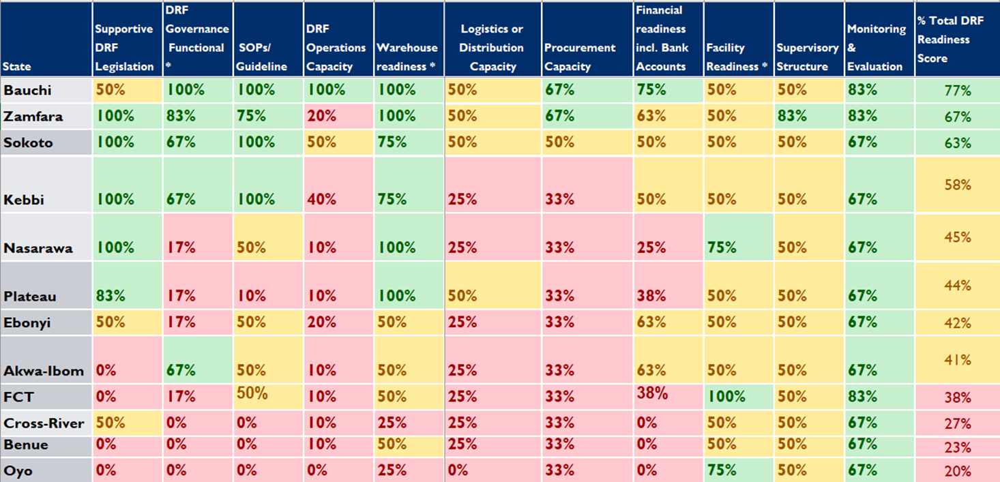 State Supportive DRF Legislation DRF Governance Functional * SOPs/ Guideline DRF Operations Capacity Warehouse readiness * Logistics or Distribution Capacity Procurement Capacity Financial readiness incl. Bank Accounts Facility Readiness * Supervisory Structure Monitoring & Evaluation % Total DRF Readiness Score
Bauchi 50% 100% 100% 100% 100% 50% 67% 75% 50% 50% 83% 77%
Zamfara 100% 83% 75% 20% 100% 50% 67% 63% 50% 83% 83% 67%
Sokoto 100% 67% 100% 50% 75% 50% 50% 50% 50% 50% 67% 63%
Kebbi 100% 67% 100% 40% 75% 25% 33% 50% 50% 50% 67% 58%
Nasarawa 100% 17% 50% 10% 100% 25% 33% 25% 75% 50% 67% 45%
Plateau 83% 17% 10% 10% 100% 50% 33% 38% 50% 50% 67% 44%
Ebonyi 50% 17% 50% 20% 50% 25% 33% 63% 50% 50% 67% 42%
Akwa-Ibom 0% 67% 50% 10% 50% 25% 33% 63% 50% 50% 67% 41%
FCT 0% 17% 50% 10% 50% 25% 33% 38% 100% 50% 83% 38%
Cross-River 50% 0% 0% 10% 25% 25% 33% 0% 50% 50% 67% 27%
Benue 0% 0% 0% 10% 50% 25% 33% 0% 50% 50% 67% 23%
Oyo 0% 0% 0% 0% 25% 0% 33% 0% 75% 50% 67% 20%